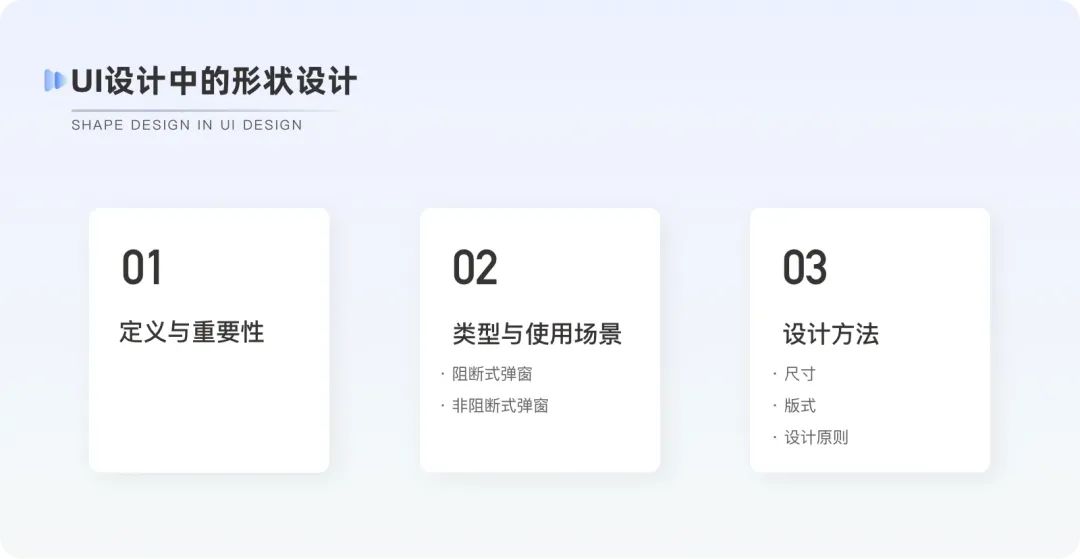 UI设计中的形状设计
SHAPE DESIGN IN UI DESIGN
01
定义与重要性
02
类型与使用场景
· 阻断式弹窗
· 非阻断式弹窗
03
设计方法
· 尺寸
· 版式
· 设计原则